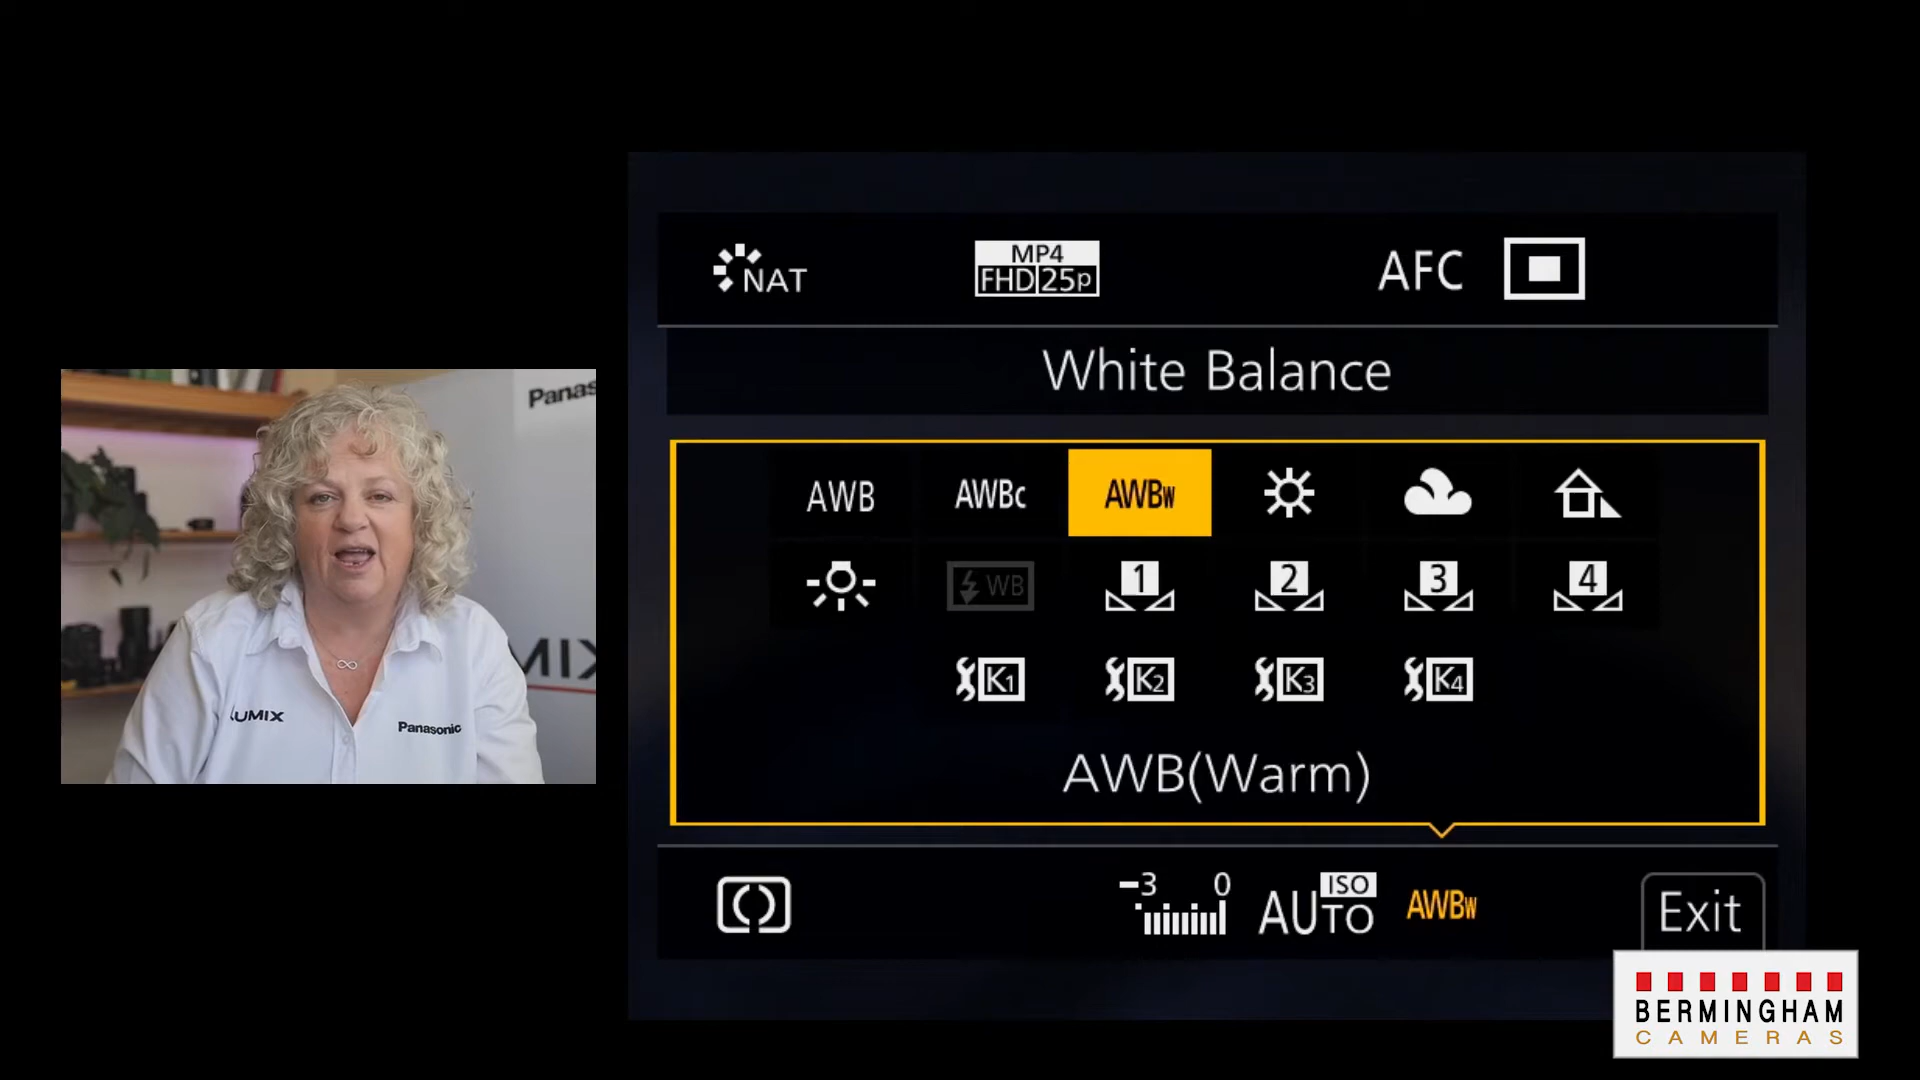 NAT
MP4
FHD 25p
AFC
White Balance
AWB
AWBc
AWBw
WB
1
2
3
4
K1
K2
K3
K4
AWB(Warm)
-3 0
ISO
AUTO
AWBw
Exit
Panas
MIX
LUMIX
Panasonic
BERMINGHAM
CAMERAS